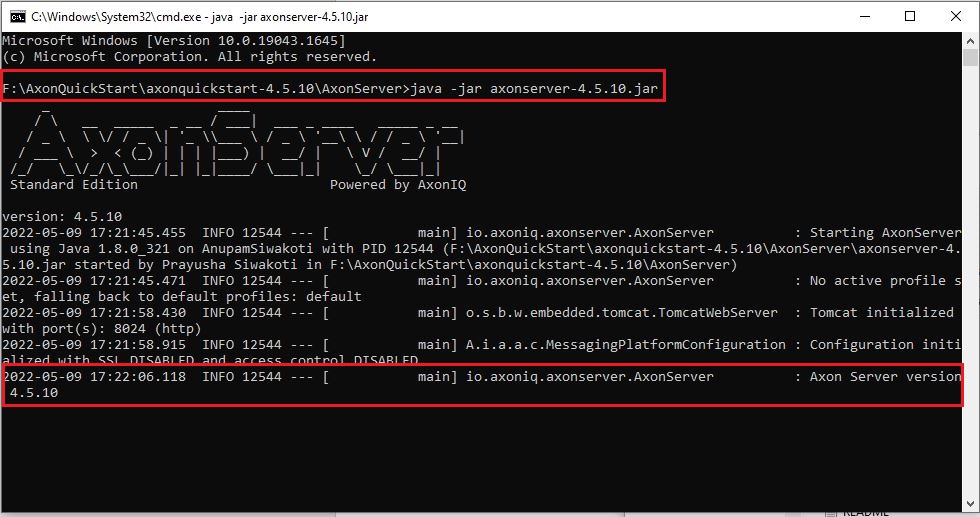 C:\Windows\System32\cmd.exe - java -jar axonserver-4.5.10.jar
Microsoft Windows [Version 10.0.19043.1645]
(c) Microsoft Corporation. All rights reserved.
F:\AxonQuickStart\axonquickstart-4.5.10\AxonServer>java -jar axonserver-4.5.10.jar
AxonServer
Standard Edition Powered by AxonIQ
version: 4.5.10
2022-05-09 17:21:45.455 INFO 12544 --- [ main] io.axoniq.axonserver.AxonServer : Starting AxonServer
using Java 1.8.0_321 on AnupamSiwakoti with PID 12544 (F:\AxonQuickStart\axonquickstart-4.5.10\AxonServer\axonserver-4.
5.10.jar started by Prayusha Siwakoti in F:\AxonQuickStart\axonquickstart-4.5.10\AxonServer)
2022-05-09 17:21:45.471 INFO 12544 --- [ main] io.axoniq.axonserver.AxonServer : No active profile s
et, falling back to default profiles: default
2022-05-09 17:21:58.430 INFO 12544 --- [ main] o.s.b.w.embedded.tomcat.TomcatWebServer : Tomcat initialized
with port(s): 8024 (http)
2022-05-09 17:21:58.915 INFO 12544 --- [ main] A.i.a.a.c.MessagingPlatformConfiguration : Configuration initi
alized with SSL DISABLED and access control DISABLED.
2022-05-09 17:22:06.118 INFO 12544 --- [ main] io.axoniq.axonserver.AxonServer : Axon Server version
4.5.10
README